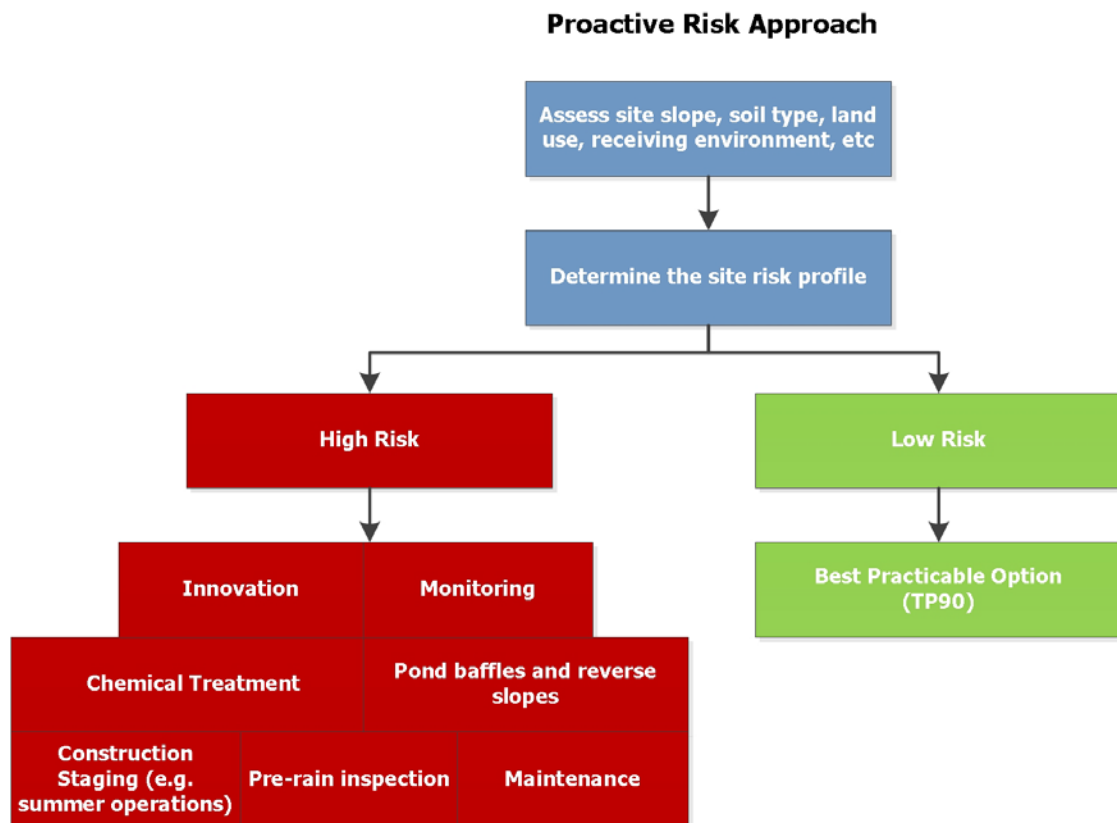 Proactive Risk Approach
Assess site slope, soil type, land
use, receiving environment, etc
Determine the site risk profile
High Risk
Low Risk
Innovation
Monitoring
Best Practicable Option
(TP90)
Chemical Treatment
Pond baffles and reverse
slopes
Construction
Staging (e.g.
summer operations)
Pre-rain inspection
Maintenance